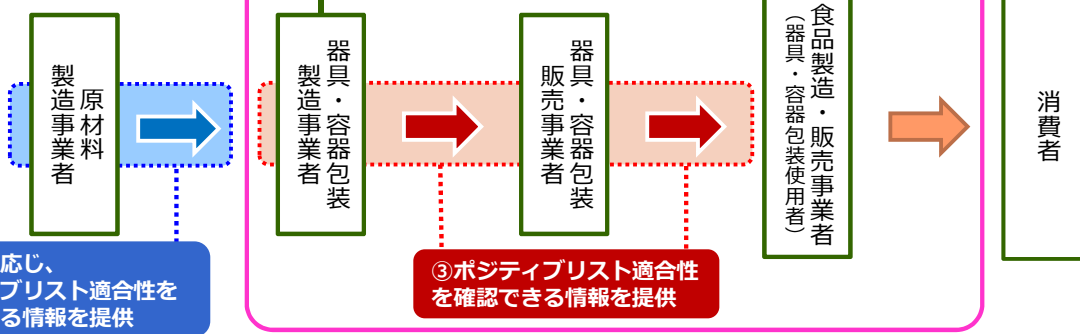 原材料
製造事業者
器具・容器包装
製造事業者
器具・容器包装
販売事業者
食品製造・販売事業者
（器具・容器包装使用者）
消費者
応じ、
ブリスト適合性を
る情報を提供
③ポジティブリスト適合性
を確認できる情報を提供